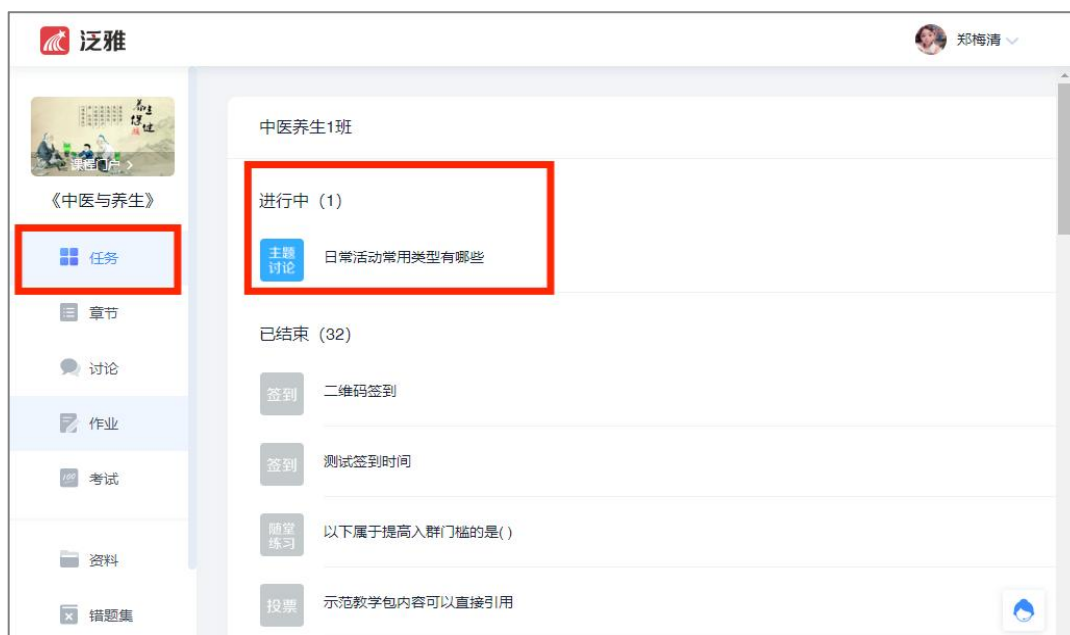 泛雅
郑梅清
养生
保健
课程门户 >
《中医与养生》
任务
章节
讨论
作业
考试
资料
错题集
中医养生1班
进行中（1）
主题
讨论
日常活动常用类型有哪些
已结束（32）
签到
二维码签到
签到
测试签到时间
随堂
练习
以下属于提高入群门槛的是( )
投票
示范教学包内容可以直接引用